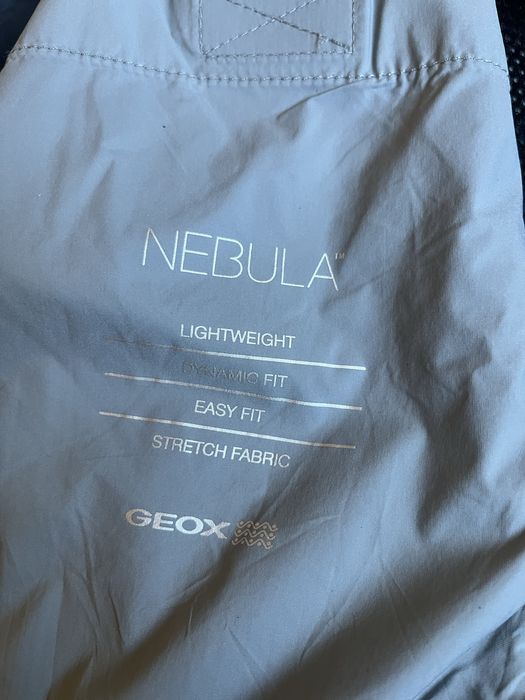 NEBULA™
LIGHTWEIGHT
DYNAMIC FIT
EASY FIT
STRETCH FABRIC
GEOX